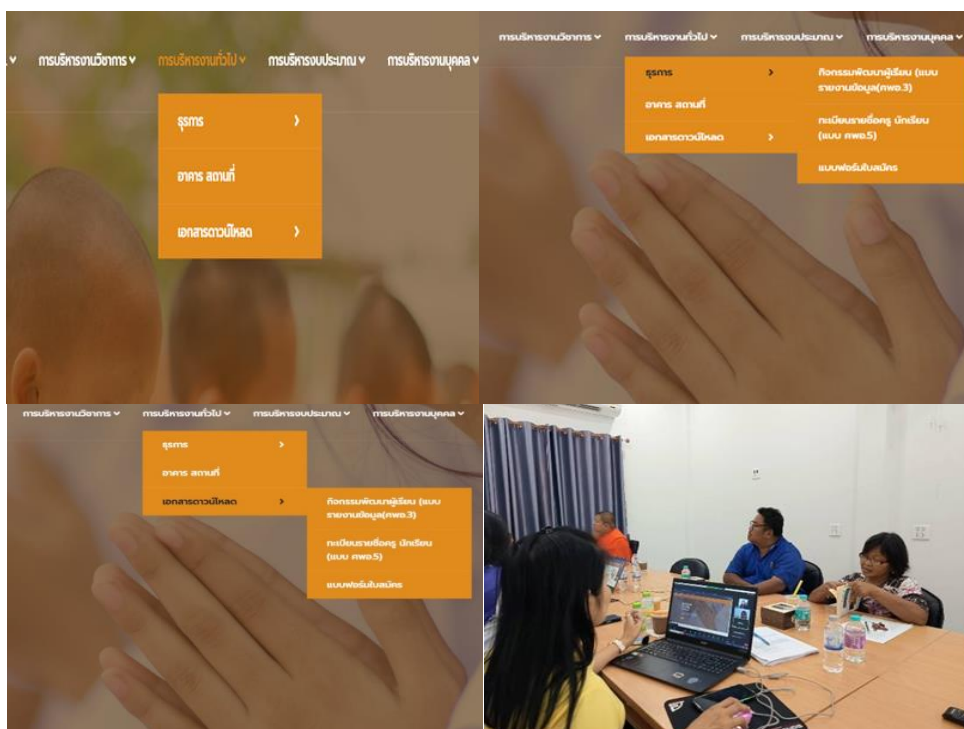 การบริหารงานวิชาการ
การบริหารงานทั่วไป
การบริหารงบประมาณ
การบริหารงานบุคคล
ธุรการ
อาคาร สถานที่
เอกสารดาวน์โหลด
การบริหารงานวิชาการ
การบริหารงานทั่วไป
การบริหารงบประมาณ
การบริหารงานบุคคล
ธุรการ
อาคาร สถานที่
เอกสารดาวน์โหลด
กิจกรรมพัฒนาผู้เรียน (แบบ
รายงานข้อมูล(ศพอ.3)
ทะเบียนรายชื่อครู นักเรียน
(แบบ ศพอ.5)
แบบฟอร์มใบสมัคร
การบริหารงานวิชาการ
การบริหารงานทั่วไป
การบริหารงบประมาณ
การบริหารงานบุคคล
ธุรการ
อาคาร สถานที่
เอกสารดาวน์โหลด
กิจกรรมพัฒนาผู้เรียน (แบบ
รายงานข้อมูล(ศพอ.3)
ทะเบียนรายชื่อครู นักเรียน
(แบบ ศพอ.5)
แบบฟอร์มใบสมัคร